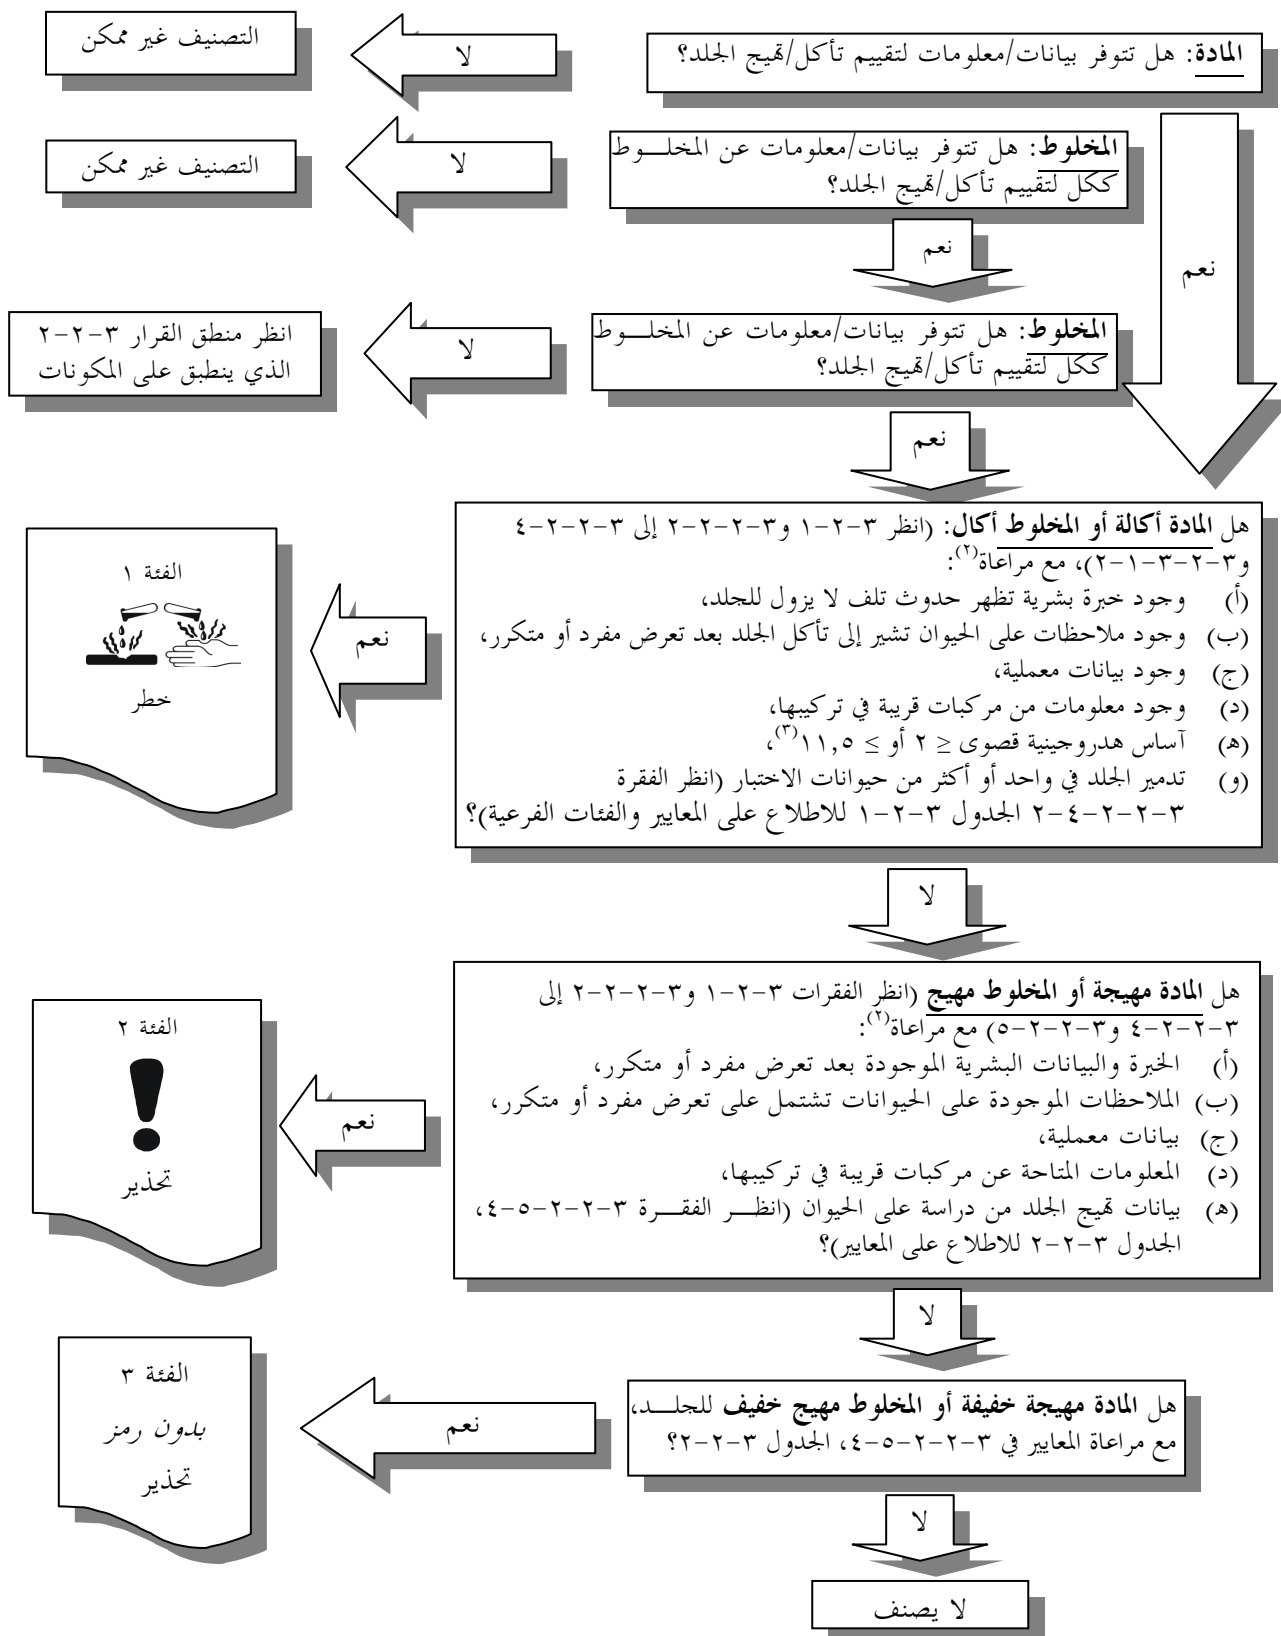 المادة: هل تتوفر بيانات/معلومات لتقييم تأكل/تهيج الجلد؟
لا
التصنيف غير ممكن
المخلوط: هل تتوفر بيانات/معلومات عن المخلوط
ككل لتقييم تأكل/تهيج الجلد؟
لا
التصنيف غير ممكن
نعم
نعم
المخلوط: هل تتوفر بيانات/معلومات عن المخلوط
ككل لتقييم تأكل/تهيج الجلد؟
لا
انظر منطق القرار ٣-٢-٢
الذي ينطبق على المكونات
نعم
هل المادة أكالة أو المخلوط أكال: (انظر ٣-٢-١ و٣-٢-٢-٢ إلى ٣-٢-٢-٤
و٣-٢-٣-١-٢)، مع مراعاة(٢):
(أ) وجود خبرة بشرية تظهر حدوث تلف لا يزول للجلد،
(ب) وجود ملاحظات على الحيوان تشير إلى تأكل الجلد بعد تعرض مفرد أو متكرر،
(ج) وجود بيانات معملية،
(د) وجود معلومات من مركبات قريبة في تركيبها،
(ه) آساس هدروجينية قصوى ≤ ٢ أو ≥ ١١,٥(٣)،
(و) تدمير الجلد في واحد أو أكثر من حيوانات الاختبار (انظر الفقرة
٣-٢-٢-٤-٢ الجدول ٣-٢-١ للاطلاع على المعايير والفئات الفرعية)؟
نعم
الفئة ١
خطر
لا
هل المادة مهيجة أو المخلوط مهيج (انظر الفقرات ٣-٢-١ و٣-٢-٢-٢ إلى
٣-٢-٢-٤ و٣-٢-٢-٥) مع مراعاة(٢):
(أ) الخبرة والبيانات البشرية الموجودة بعد تعرض مفرد أو متكرر،
(ب) الملاحظات الموجودة على الحيوانات تشتمل على تعرض مفرد أو متكرر،
(ج) بيانات معملية،
(د) المعلومات المتاحة عن مركبات قريبة في تركيبها،
(ه) بيانات تهيج الجلد من دراسة على الحيوان (انظر الفقرة ٣-٢-٢-٥-٤،
الجدول ٣-٢-٢ للاطلاع على المعايير)؟
نعم
الفئة ٢
تحذير
لا
هل المادة مهيجة خفيفة أو المخلوط مهيج خفيف للجلد،
مع مراعاة المعايير في ٣-٢-٢-٥-٤، الجدول ٣-٢-٢؟
نعم
الفئة ٣
بدون رمز
تحذير
لا
لا يصنف